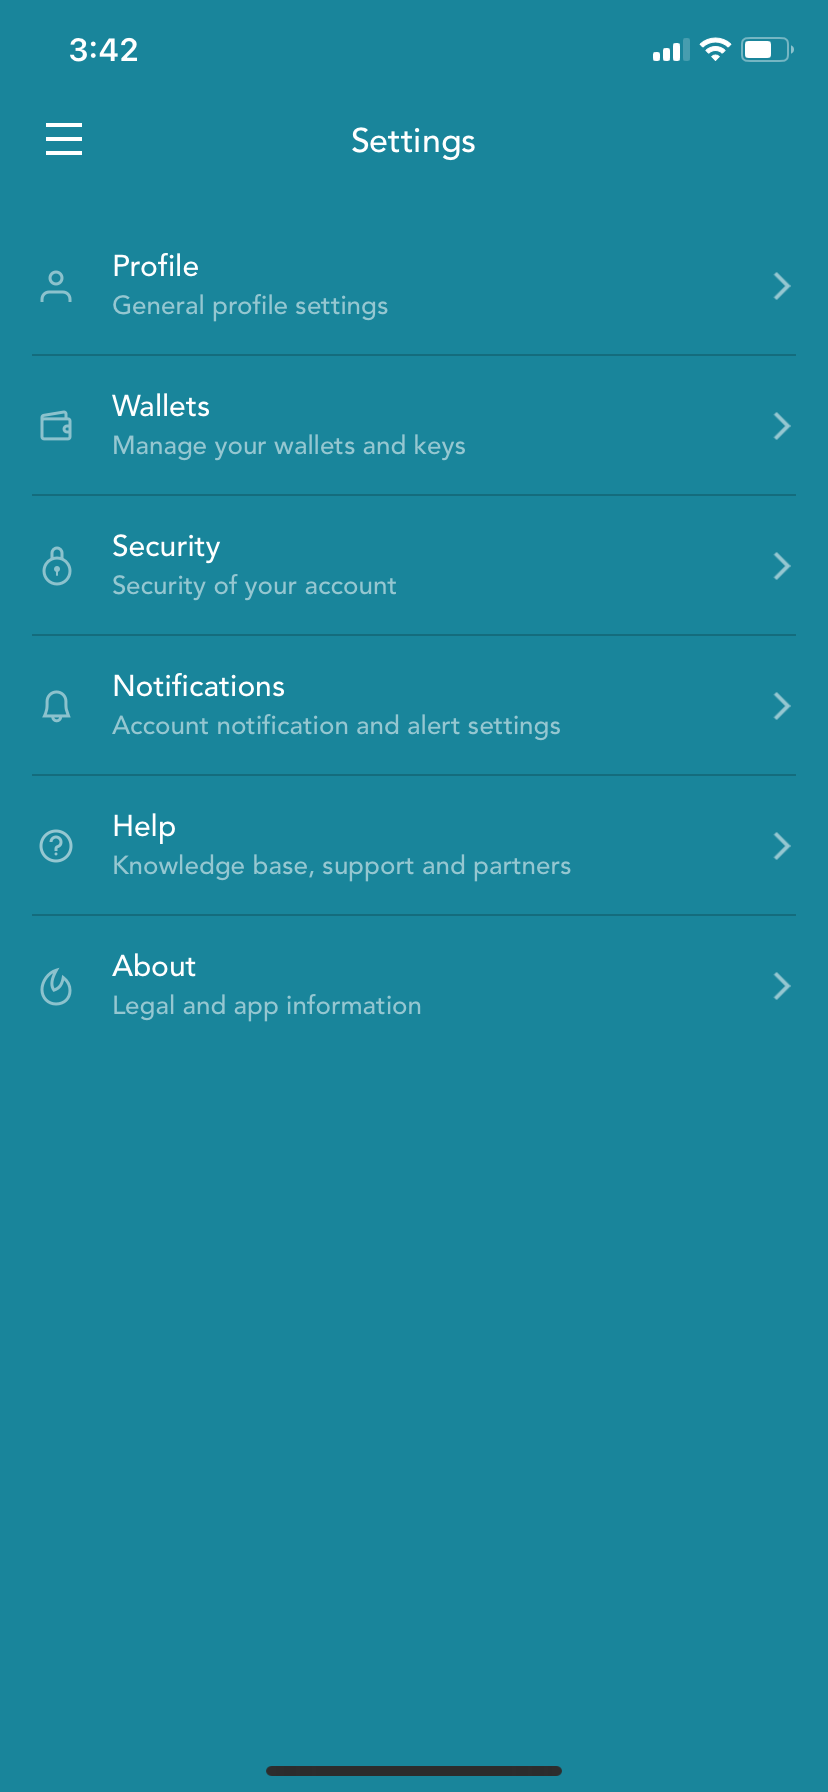 3:42
Settings
Profile
General profile settings
Wallets
Manage your wallets and keys
Security
Security of your account
Notifications
Account notification and alert settings
Help
Knowledge base, support and partners
About
Legal and app information